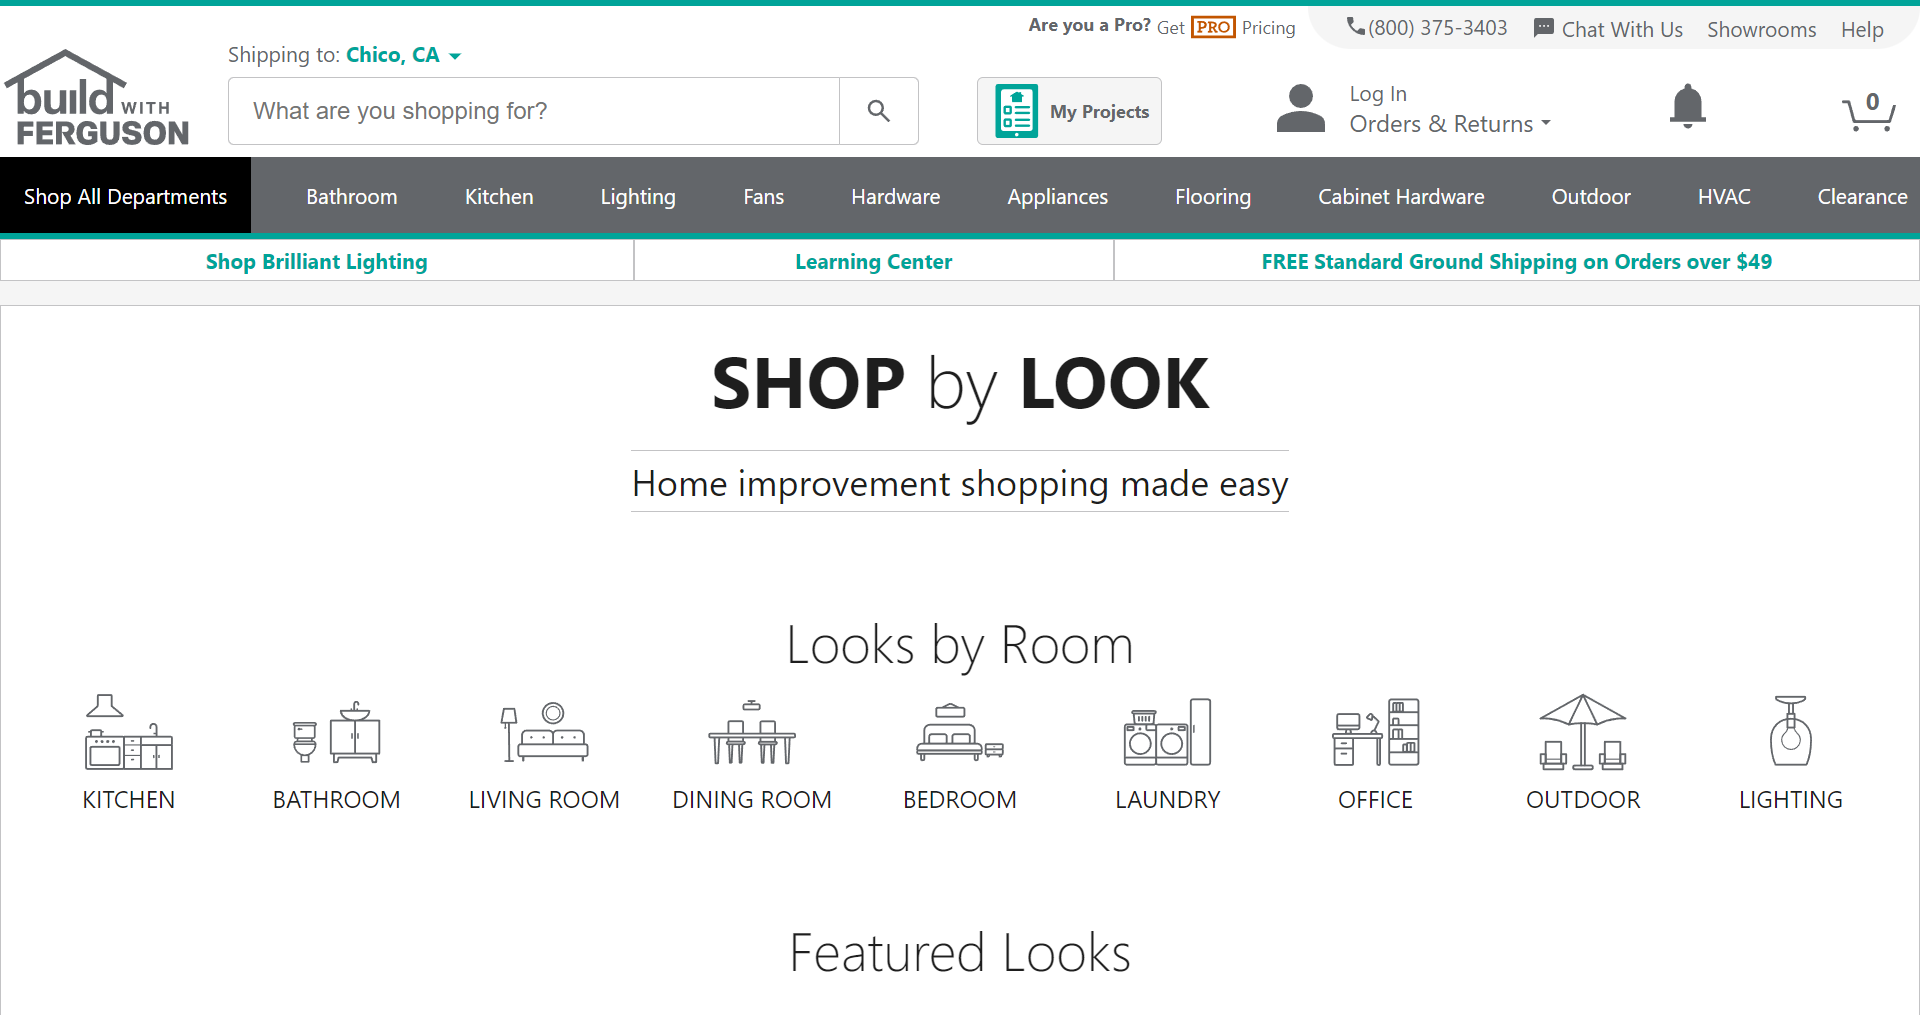 Are you a Pro? Get PRO Pricing
(800) 375-3403
Chat With Us
Showrooms
Help
build WITH
FERGUSON
Shipping to: Chico, CA
What are you shopping for?
My Projects
Log In
Orders & Returns
0
Shop All Departments
Bathroom
Kitchen
Lighting
Fans
Hardware
Appliances
Flooring
Cabinet Hardware
Outdoor
HVAC
Clearance
Shop Brilliant Lighting
Learning Center
FREE Standard Ground Shipping on Orders over $49
SHOP by LOOK
Home improvement shopping made easy
Looks by Room
KITCHEN
BATHROOM
LIVING ROOM
DINING ROOM
BEDROOM
LAUNDRY
OFFICE
OUTDOOR
LIGHTING
Featured Looks